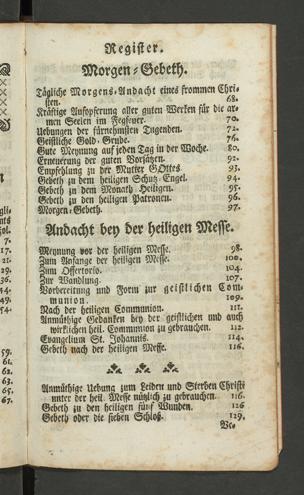 Register.
Morgen-Gebeth.
Tägliche Morgens-Andacht eines frommen Chri-
sten. 68.
Kräftige Aufopferung aller guten Werken für die ar-
men Seelen im Fegfeuer. 70.
Uebungen der fürnehmsten Tugenden. 72.
Geistliche Gold-Grube. 76.
Gute Meynung auf jeden Tag in der Woche. 80.
Erneuerung der guten Vorsätzen. 92.
Empfehlung zu der Mutter GOttes. 93.
Gebeth zu dem heiligen Schutz-Engel. 94.
Gebeth zu dem Monath-Heiligen. 95.
Gebeth zu den heiligen Patronen. 96.
Morgen-Gebeth. 97.
Andacht bey der heiligen Messe.
Meynung vor der heiligen Messe. 98.
Zum Anfange der heiligen Messe. 100.
Zum Offertorio. 104.
Zur Wandlung. 107.
Vorbereitung und Form zur geistlichen Com-
munion. 109.
Nach der heiligen Communion. 111.
Anmüthige Gedanken bey der geistlichen und auch
wirklichen heil. Communion zu gebrauchen. 112.
Evangelium St. Johannis. 114.
Gebeth nach der heiligen Messe. 116.
Anmüthige Uebung zum Leiden und Sterben Christi
unter der heil. Messe nützlich zu gebrauchen. 116
Gebeth zu den heiligen fünf Wunden. 126
Gebeth oder die sieben Schloß. 129.